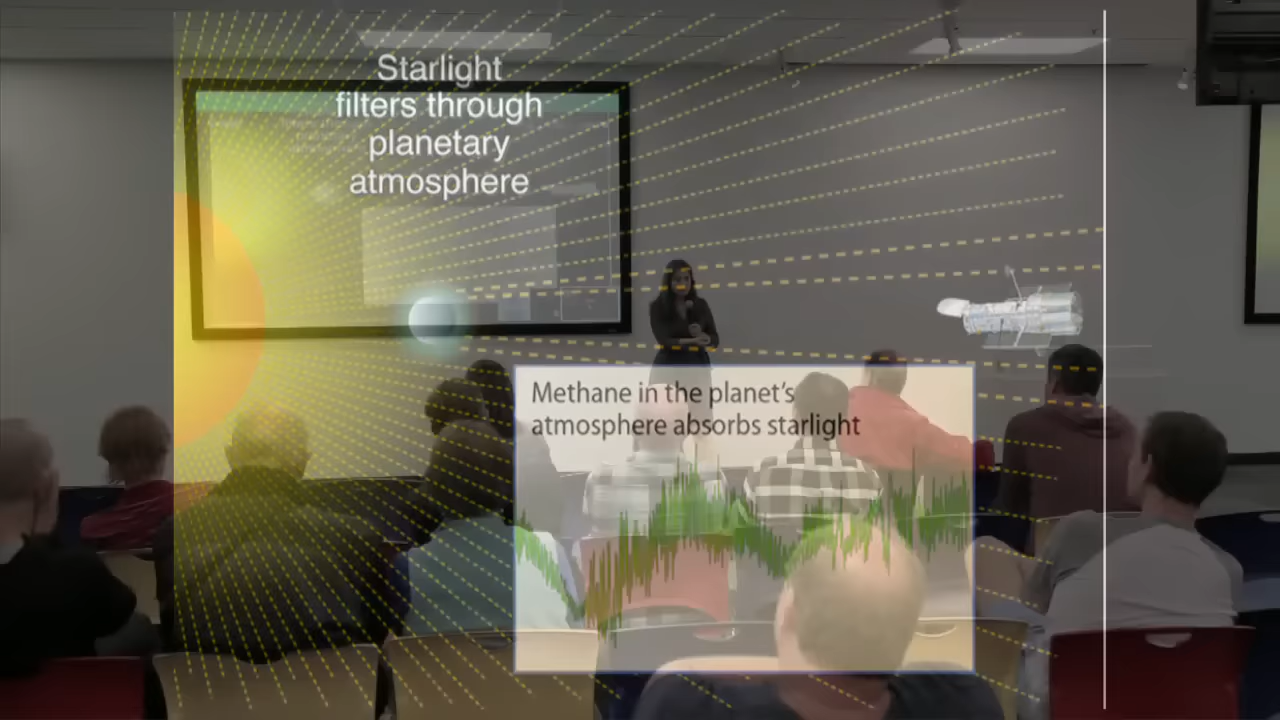 Starlight
filters through
planetary
atmosphere
Methane in the planet's
atmosphere absorbs starlight